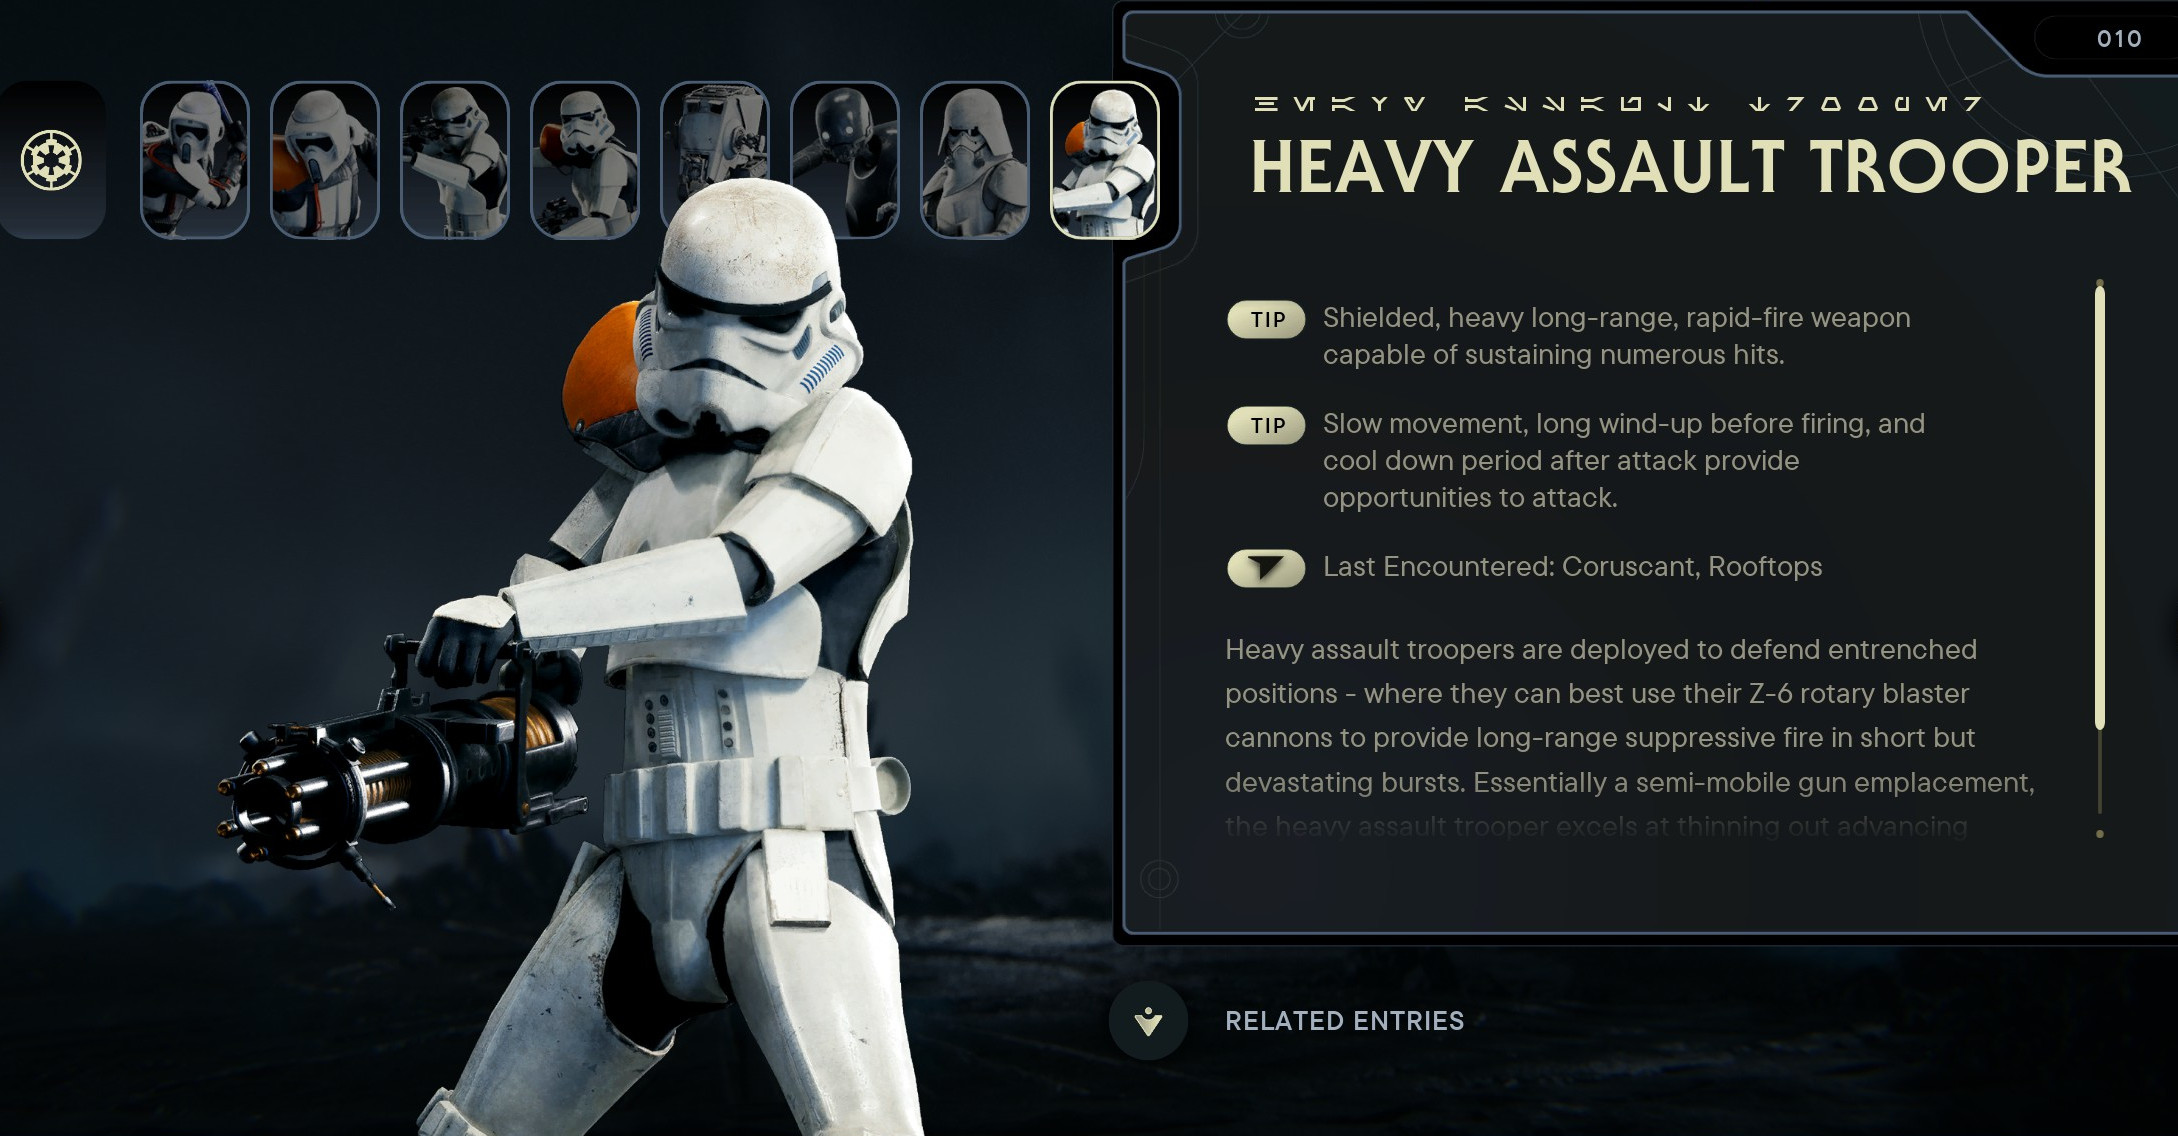 010
HEAVY ASSAULT TROOPER
TIP Shielded, heavy long-range, rapid-fire weapon
capable of sustaining numerous hits.
TIP Slow movement, long wind-up before firing, and
cool down period after attack provide
opportunities to attack.
Last Encountered: Coruscant, Rooftops
Heavy assault troopers are deployed to defend entrenched
positions - where they can best use their Z-6 rotary blaster
cannons to provide long-range suppressive fire in short but
devastating bursts. Essentially a semi-mobile gun emplacement,
the heavy assault trooper excels at thinning out advancing
RELATED ENTRIES